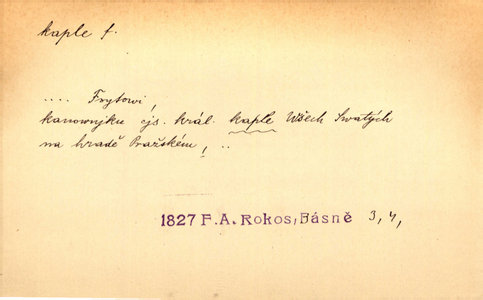 kaple f.
.... Frytowi,
kanownjku cjs. král. kaple Wšech Swatých
na hradě Pražském, ..
1827 F. A. Rokos, Básně 3, 4,